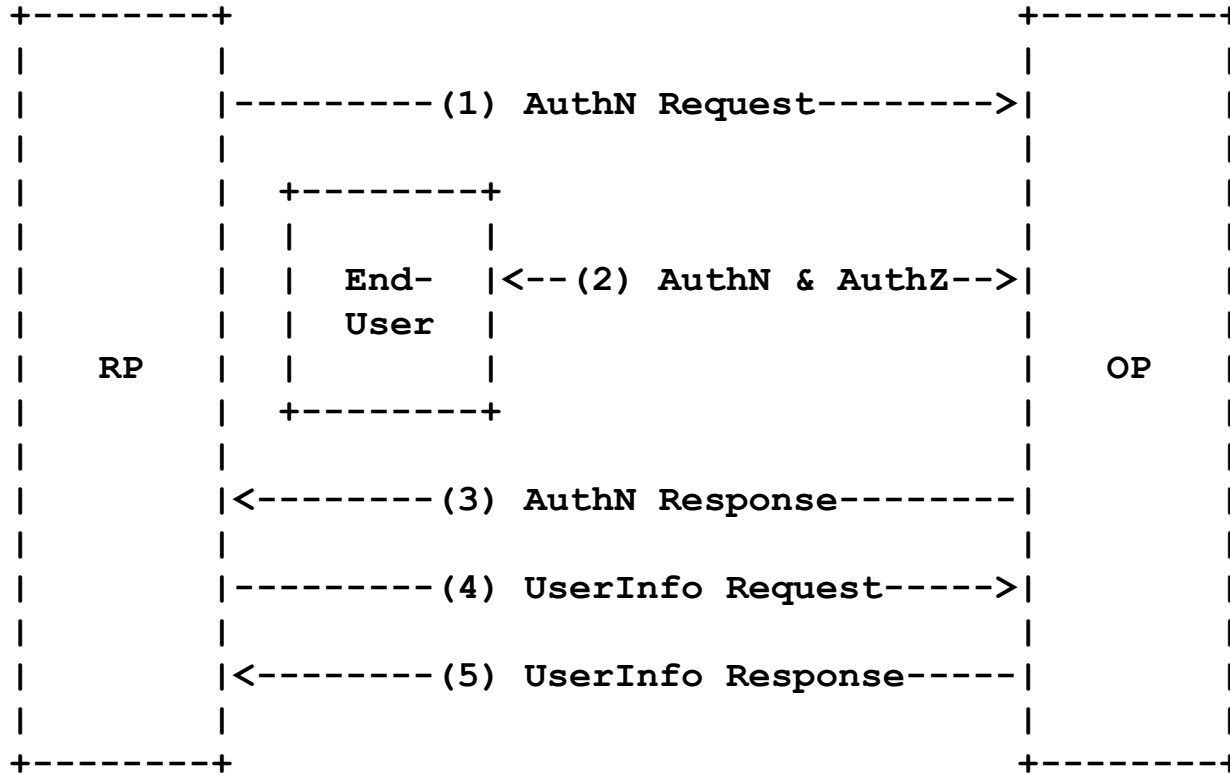 (1) AuthN Request
End- (2) AuthN & AuthZ
User
RP OP
(3) AuthN Response
(4) UserInfo Request
(5) UserInfo Response